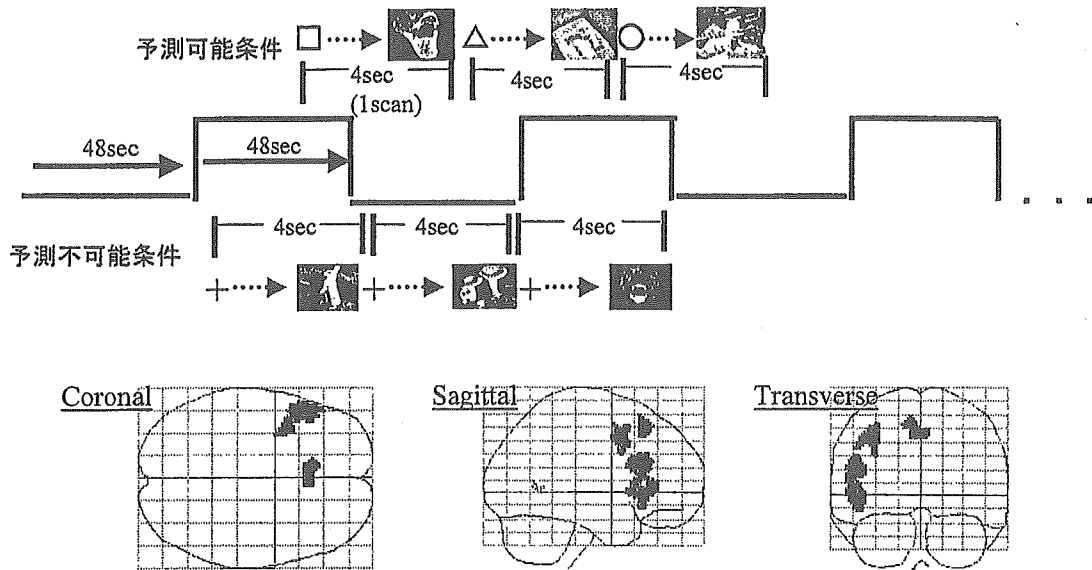 予測可能条件
4sec
(1scan)
4sec
4sec
48sec
48sec
4sec
4sec
4sec
予測不可能条件
Coronal
Sagittal
Transverse